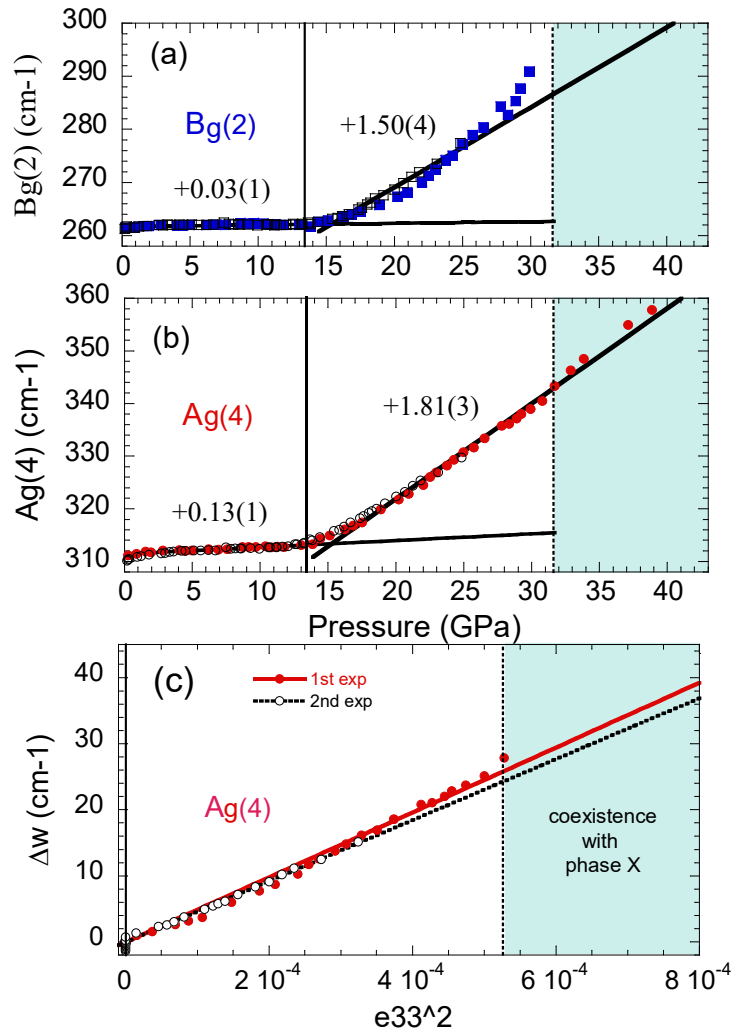 300
290
280
270
260
Bg(2) (cm-1)
(a)
Bg(2)
+1.50(4)
+0.03(1)
0 5 10 15 20 25 30 35 40
360
350
340
330
320
310
Ag(4) (cm-1)
(b)
Ag(4)
+1.81(3)
+0.13(1)
0 5 10 15 20 25 30 35 40
Pressure (GPa)
40
30
20
10
0
Δw (cm-1)
(c)
1st exp
2nd exp
Ag(4)
coexistence
with
phase X
0 2 10-4 4 10-4 6 10-4 8 10-4
e33^2